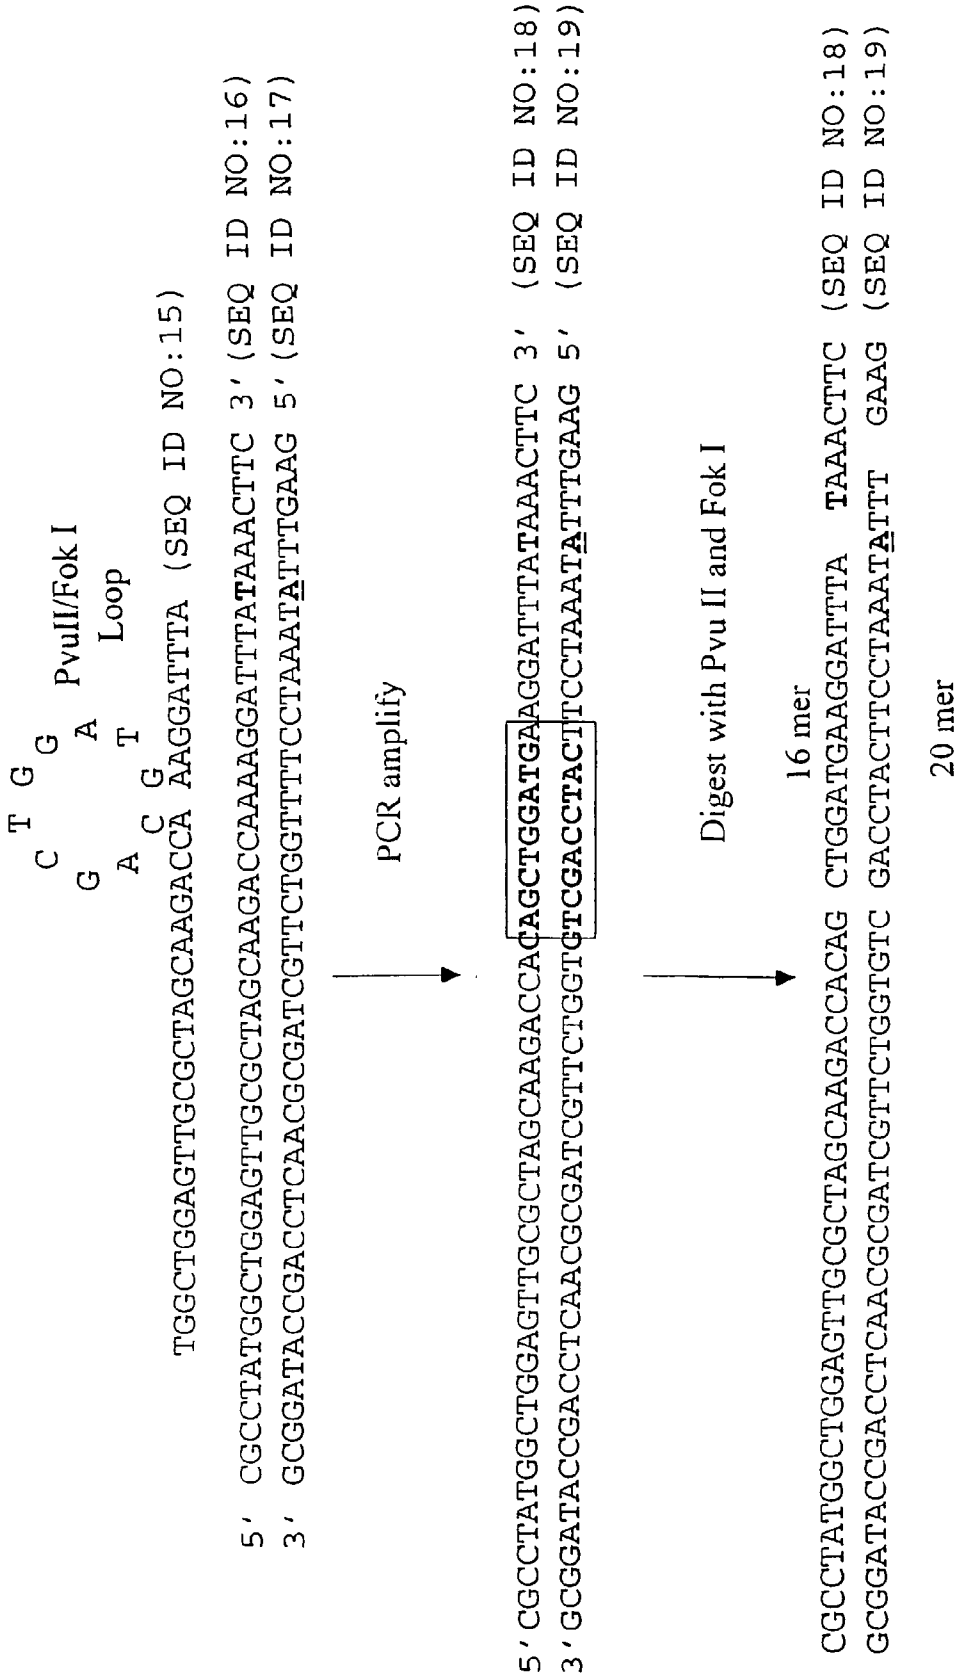 C T G G
G A PvuII/Fok I
A T Loop
C G
TGGCTGGAGTTGCGCTAGCAAGACCA AAGGATTTA (SEQ ID NO:15)
5' CGCCTATGGCTGGAGTTGCGCTAGCAAGACCAAAAGGATTTATAAACTTC 3' (SEQ ID NO:16)
3' GCGGATACCGACCTCAACGCGATCGTTCTGGTTTTCCTAAATATTTGAAG 5' (SEQ ID NO:17)
PCR amplify
5' CGCCTATGGCTGGAGTTGCGCTAGCAAGACCACAGCTGGATGAAGGATTTATAAACTTC 3' (SEQ ID NO:18)
3' GCGGATACCGACCTCAACGCGATCGTTCTGGTGTCGACCTACTTCCTAAATATTTGAAG 5' (SEQ ID NO:19)
Digest with Pvu II and Fok I
16 mer
CGCCTATGGCTGGAGTTGCGCTAGCAAGACCACAG CTGGATGAAGGATTTA TAAACTTC (SEQ ID NO:18)
GCGGATACCGACCTCAACGCGATCGTTCTGGTGTC GACCTACTTCCTAAATATTT GAAG (SEQ ID NO:19)
20 mer